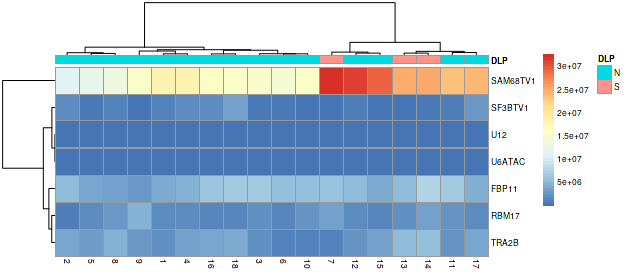 DLP
SAM68TV1
SF3BTV1
U12
U6ATAC
FBP11
RBM17
TRA2B
2 5 8 9 1 4 16 18 3 6 10 7 12 15 13 14 11 17
3e+07
2.5e+07
2e+07
1.5e+07
1e+07
5e+06
DLP
N
S